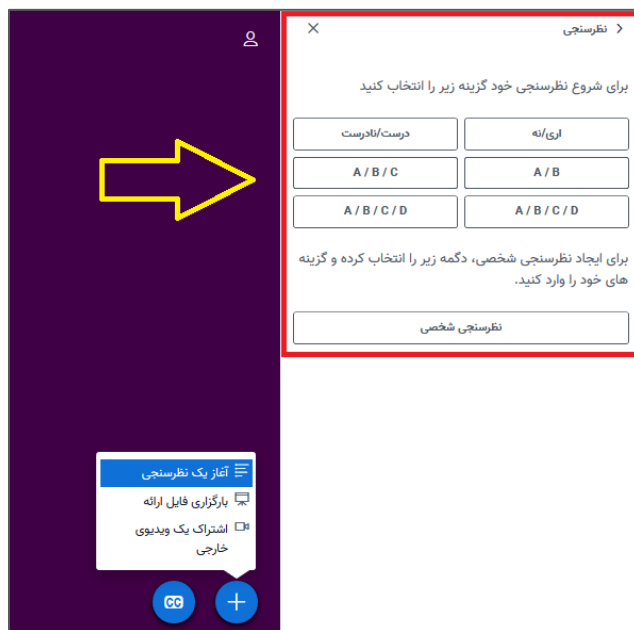 نظرسنجی
برای شروع نظرسنجی خود گزینه زیر را انتخاب کنید
اری/نه
درست/نادرست
A / B
A / B / C
A / B / C / D
A / B / C / D
برای ایجاد نظرسنجی شخصی، دگمه زیر را انتخاب کرده و گزینه
های خود را وارد کنید.
نظرسنجی شخصی
آغاز یک نظرسنجی
بارگزاری فایل ارائه
اشتراک یک ویدیوی
خارجی
CC